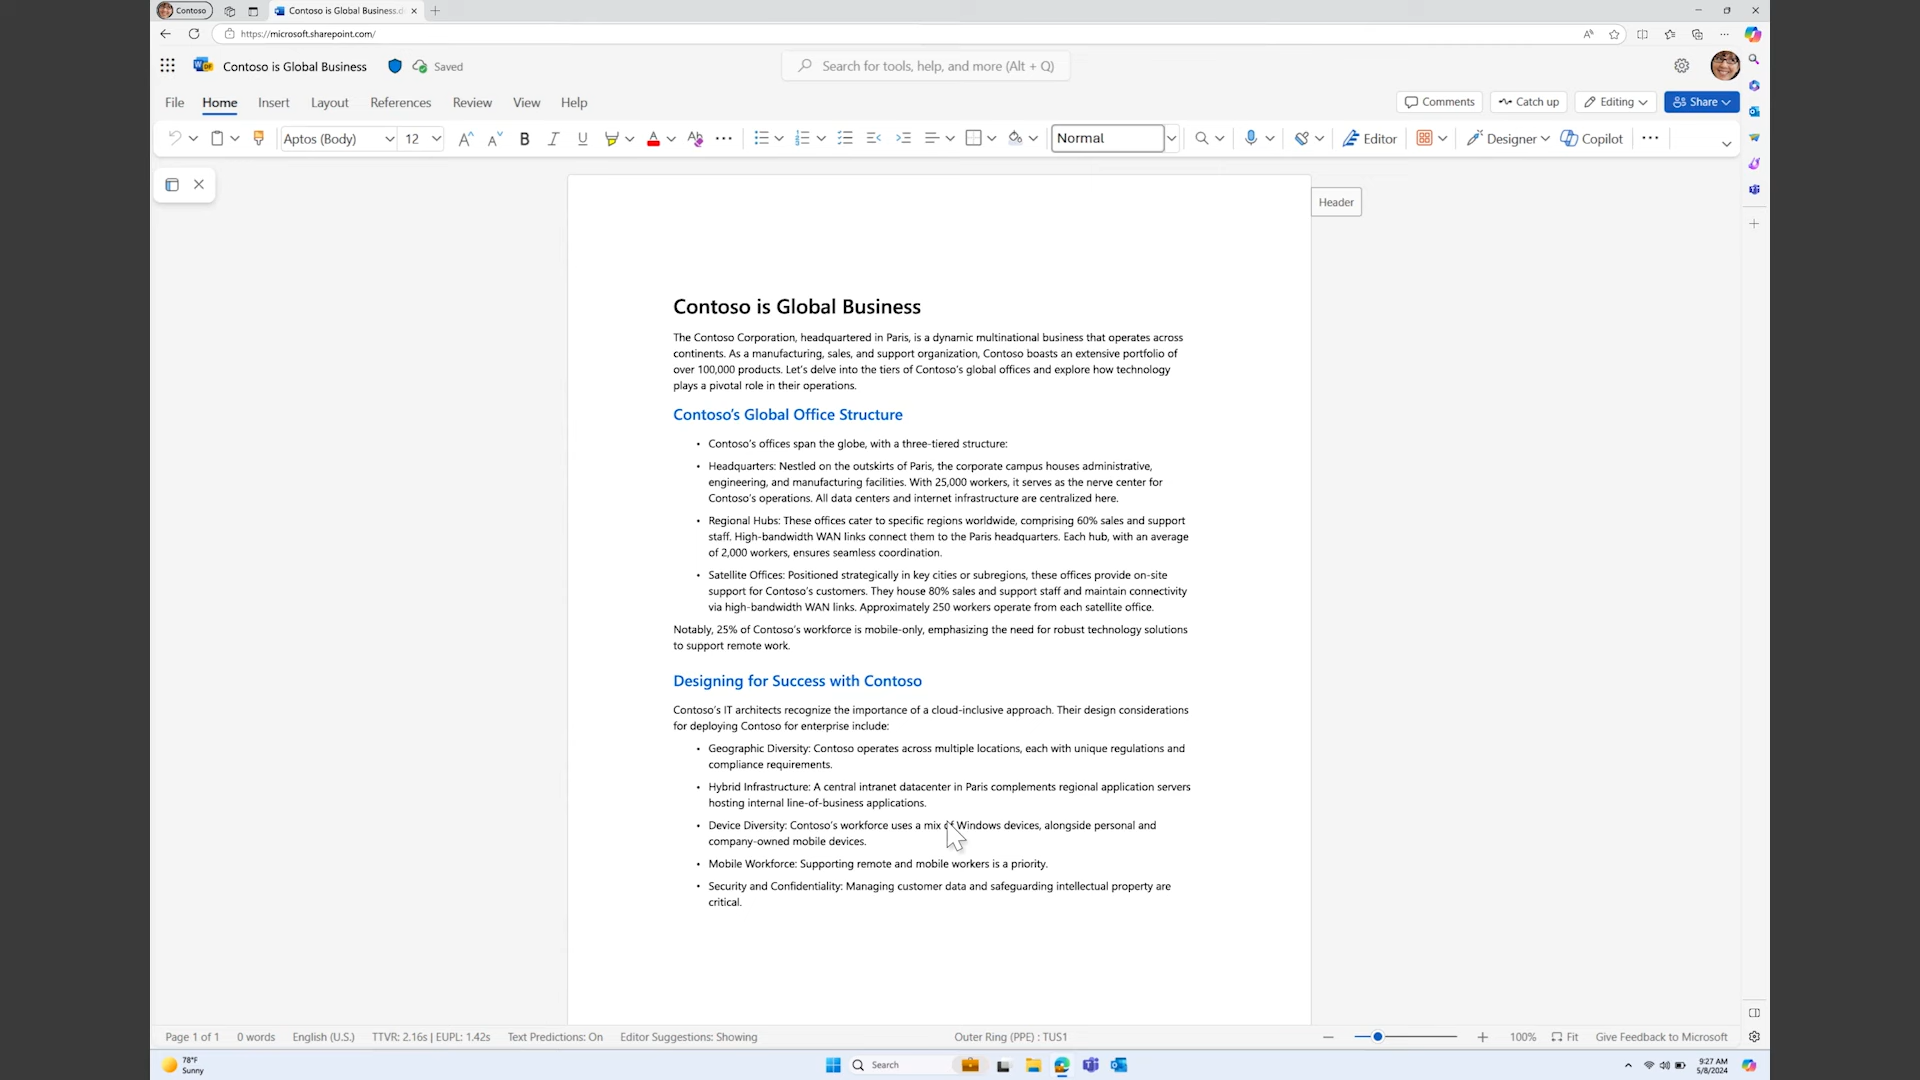 Contoso
Contoso is Global Business.d
https://microsoft.sharepoint.com/
Contoso is Global Business
Saved
Search for tools, help, and more (Alt + Q)
File Home Insert Layout References Review View Help
Comments Catch up Editing Share
Aptos (Body) 12 Normal Editor Designer Copilot
Header
Contoso is Global Business
The Contoso Corporation, headquartered in Paris, is a dynamic multinational business that operates across
continents. As a manufacturing, sales, and support organization, Contoso boasts an extensive portfolio of
over 100,000 products. Let's delve into the tiers of Contoso's global offices and explore how technology
plays a pivotal role in their operations.
Contoso's Global Office Structure
• Contoso's offices span the globe, with a three-tiered structure:
• Headquarters: Nestled on the outskirts of Paris, the corporate campus houses administrative,
engineering, and manufacturing facilities. With 25,000 workers, it serves as the nerve center for
Contoso's operations. All data centers and internet infrastructure are centralized here.
• Regional Hubs: These offices cater to specific regions worldwide, comprising 60% sales and support
staff. High-bandwidth WAN links connect them to the Paris headquarters. Each hub, with an average
of 2,000 workers, ensures seamless coordination.
• Satellite Offices: Positioned strategically in key cities or subregions, these offices provide on-site
support for Contoso's customers. They house 80% sales and support staff and maintain connectivity
via high-bandwidth WAN links. Approximately 250 workers operate from each satellite office.
Notably, 25% of Contoso's workforce is mobile-only, emphasizing the need for robust technology solutions
to support remote work.
Designing for Success with Contoso
Contoso's IT architects recognize the importance of a cloud-inclusive approach. Their design considerations
for deploying Contoso for enterprise include:
• Geographic Diversity: Contoso operates across multiple locations, each with unique regulations and
compliance requirements.
• Hybrid Infrastructure: A central intranet datacenter in Paris complements regional application servers
hosting internal line-of-business applications.
• Device Diversity: Contoso's workforce uses a mix of Windows devices, alongside personal and
company-owned mobile devices.
• Mobile Workforce: Supporting remote and mobile workers is a priority.
• Security and Confidentiality: Managing customer data and safeguarding intellectual property are
critical.
Page 1 of 1 0 words English (U.S.) TTVR: 2.16s | EUPL: 1.42s Text Predictions: On Editor Suggestions: Showing Outer Ring (PPE) : TUS1 100% Fit Give Feedback to Microsoft
78°F
Sunny
Search
9:27 AM
5/8/2024